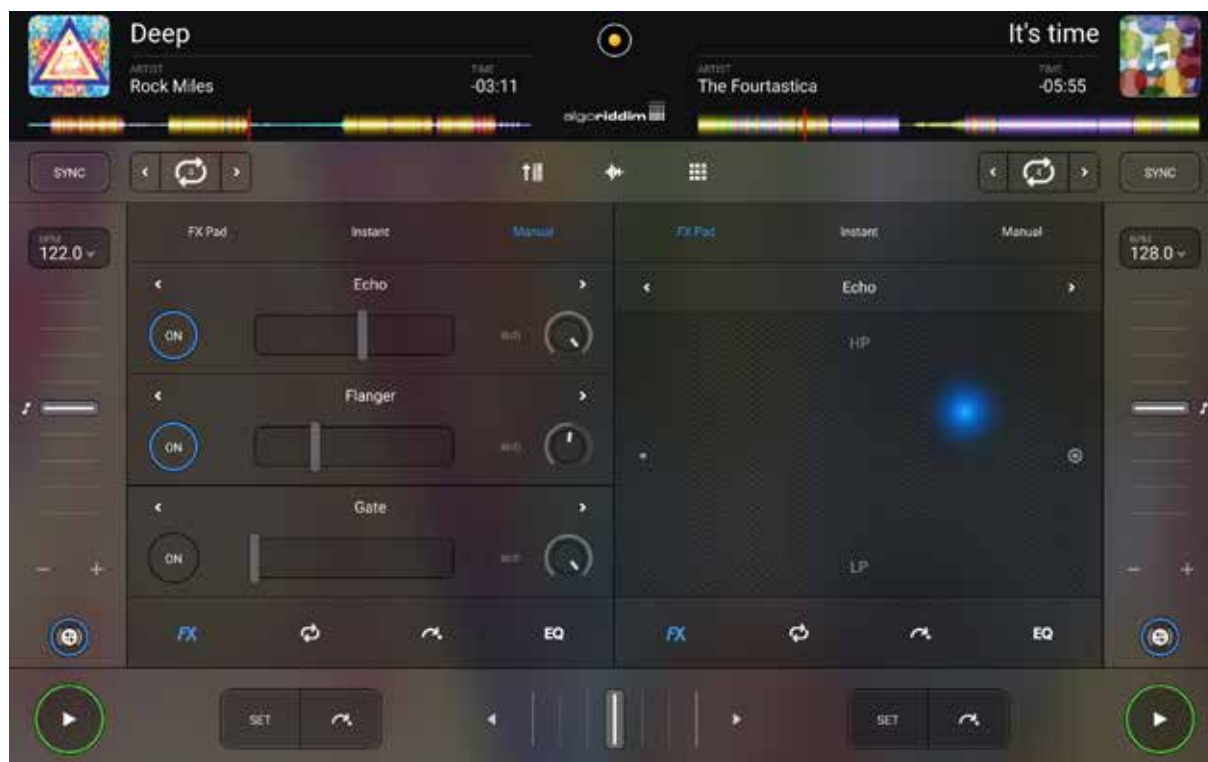 Deep
It's time
ARTIST
TIME
ARTIST
TIME
Rock Miles
-03:11
The Fourtastica
-05:55
algoriddim
SYNC
4
4
SYNC
BPM
122.0
FX Pad
Instant
Manual
FX Pad
Instant
Manual
BPM
128.0
Echo
Echo
ON
HP
Flanger
ON
Gate
ON
LP
FX
EQ
FX
EQ
SET
SET